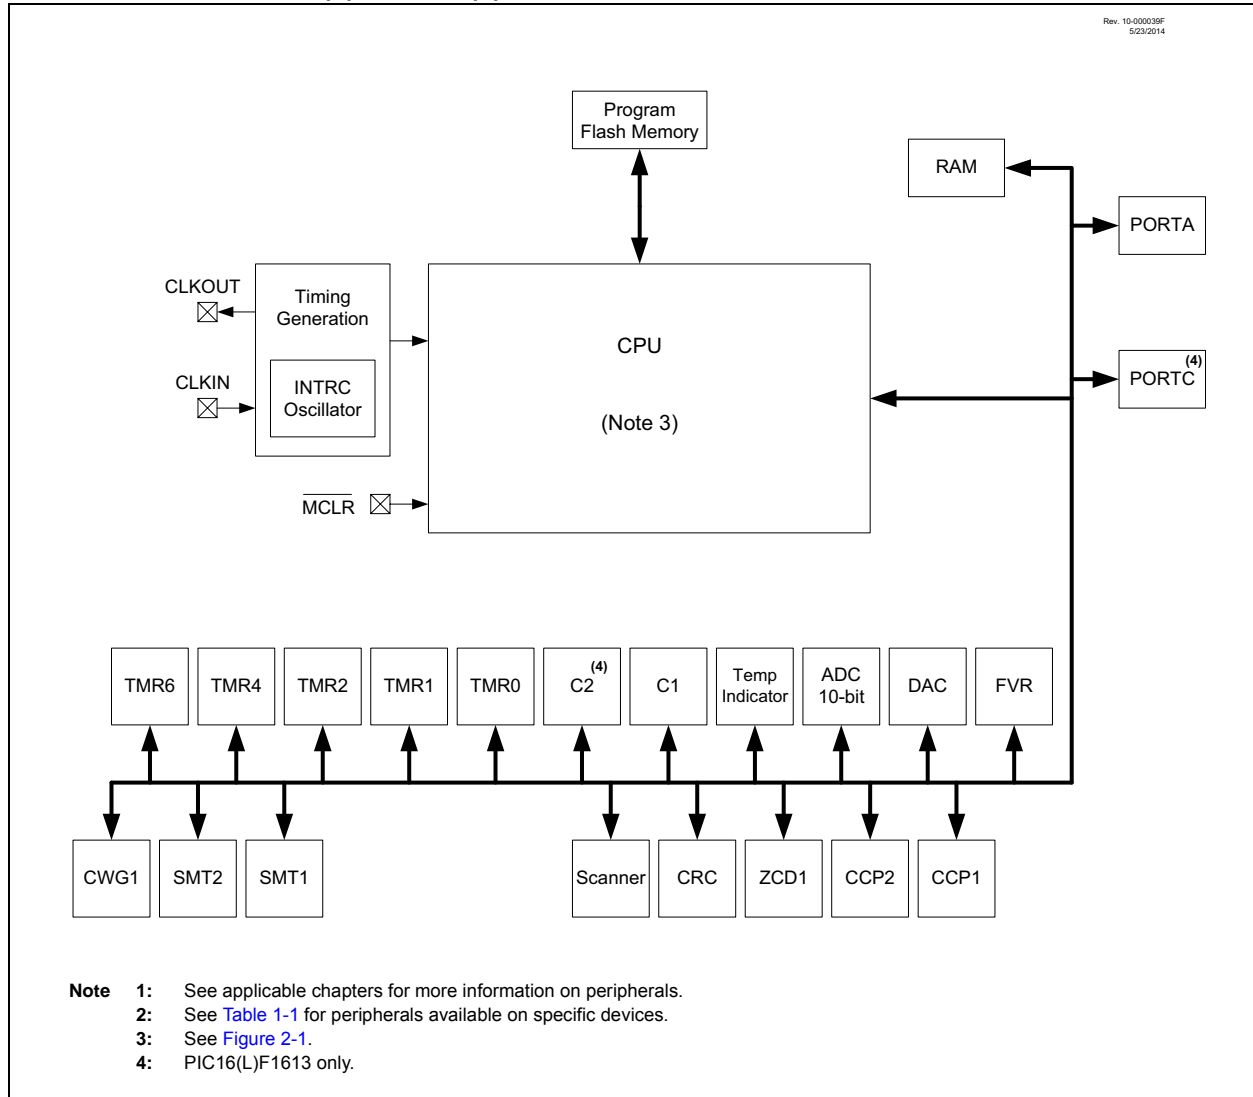 Rev. 10-000039F
5/23/2014
Program
Flash Memory
RAM
PORTA
CLKOUT
Timing
Generation
CPU
PORTC(4)
CLKIN
INTRC
Oscillator
(Note 3)
MCLR
TMR6
TMR4
TMR2
TMR1
TMR0
C2(4)
C1
Temp
Indicator
ADC
10-bit
DAC
FVR
CWG1
SMT2
SMT1
Scanner
CRC
ZCD1
CCP2
CCP1
Note 1: See applicable chapters for more information on peripherals.
2: See Table 1-1 for peripherals available on specific devices.
3: See Figure 2-1.
4: PIC16(L)F1613 only.